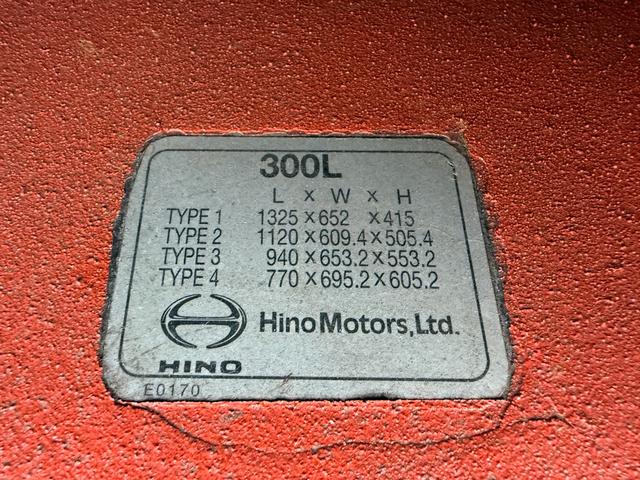 300L
L x W x H
TYPE 1 1325×652 ×415
TYPE 2 1120×609.4×505.4
TYPE 3 940×653.2×553.2
TYPE 4 770×695.2×605.2
Hino Motors, Ltd.
HINO
E0170